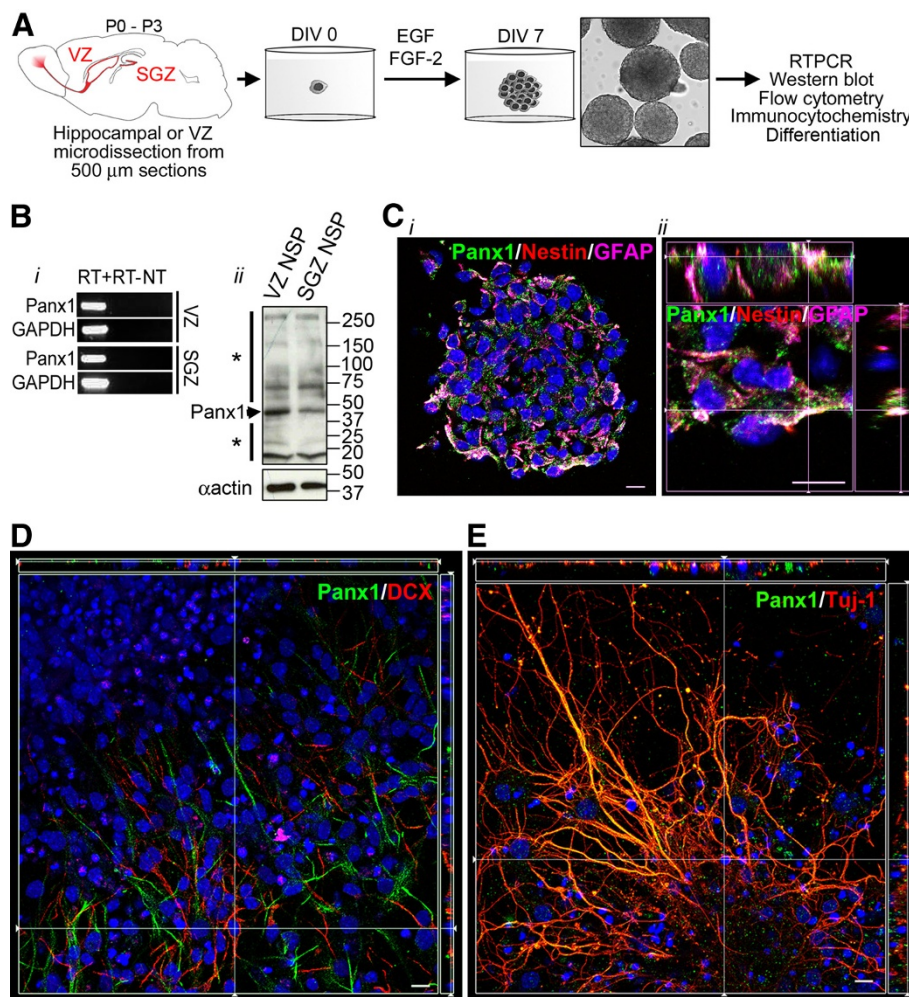 A
P0 - P3
VZ
SGZ
Hippocampal or VZ
microdissection from
500 µm sections
DIV 0
EGF
FGF-2
DIV 7
RTPCR
Western blot
Flow cytometry
Immunocytochemistry
Differentiation
B
i
RT+RT-NT
Panx1
GAPDH
VZ
Panx1
GAPDH
SGZ
ii
VZ NSP
SGZ NSP
250
150
100
75
50
37
25
20
*
Panx1
*
αactin
50
37
C
i
Panx1/Nestin/GFAP
ii
Panx1/Nestin/GFAP
D
Panx1/DCX
E
Panx1/Tuj-1